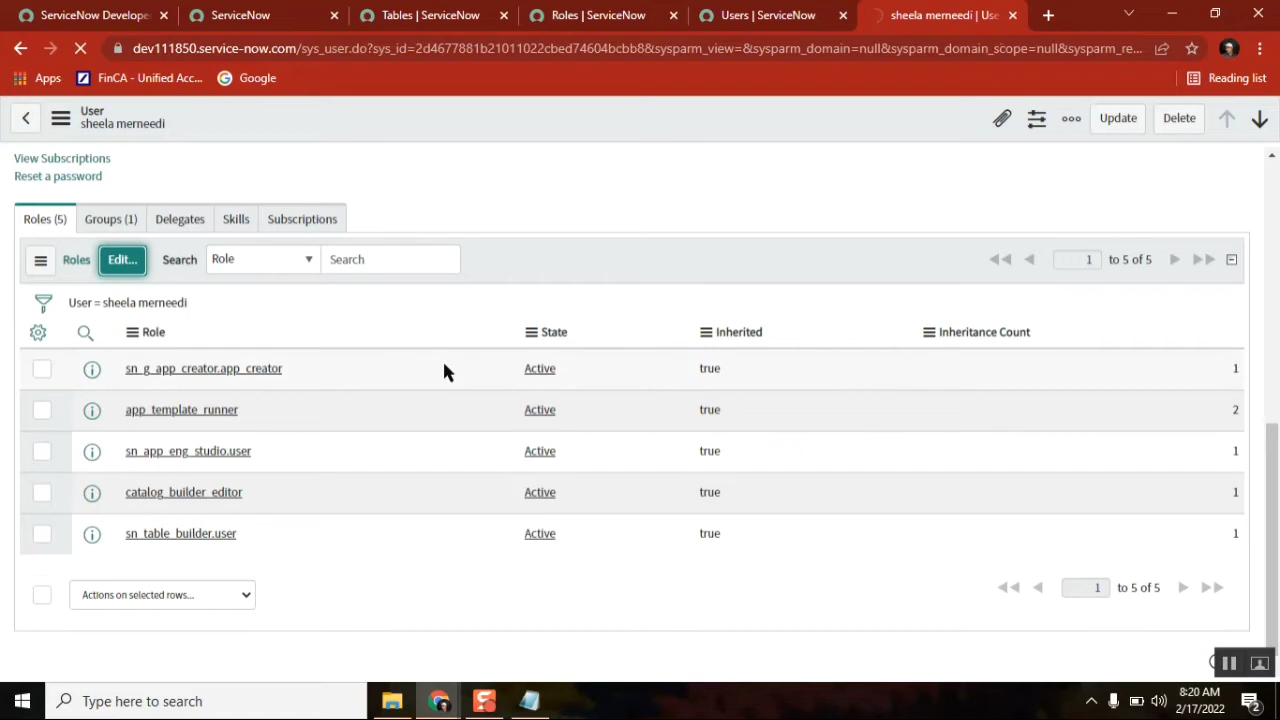 ServiceNow Develope
ServiceNow
Tables | ServiceNow
Roles | ServiceNow
Users | ServiceNow
sheela merneedi | Use
dev111850.service-now.com/sys_user.do?sys_id=2d4677881b21011022cbed74604bcbb8&sysparm_view=&sysparm_domain=null&sysparm_domain_scope=null&sysparm_re...
Apps
FinCA - Unified Acc...
Google
Reading list
User
sheela merneedi
Update
Delete
View Subscriptions
Reset a password
Roles (5)
Groups (1)
Delegates
Skills
Subscriptions
Roles
Edit...
Search
Role
Search
1 to 5 of 5
User = sheela merneedi
Role State Inherited Inheritance Count
sn_g_app_creator.app_creator Active true 1
app_template_runner Active true 2
sn_app_eng_studio.user Active true 1
catalog_builder_editor Active true 1
sn_table_builder.user Active true 1
Actions on selected rows...
1 to 5 of 5
Type here to search
8:20 AM
2/17/2022
2